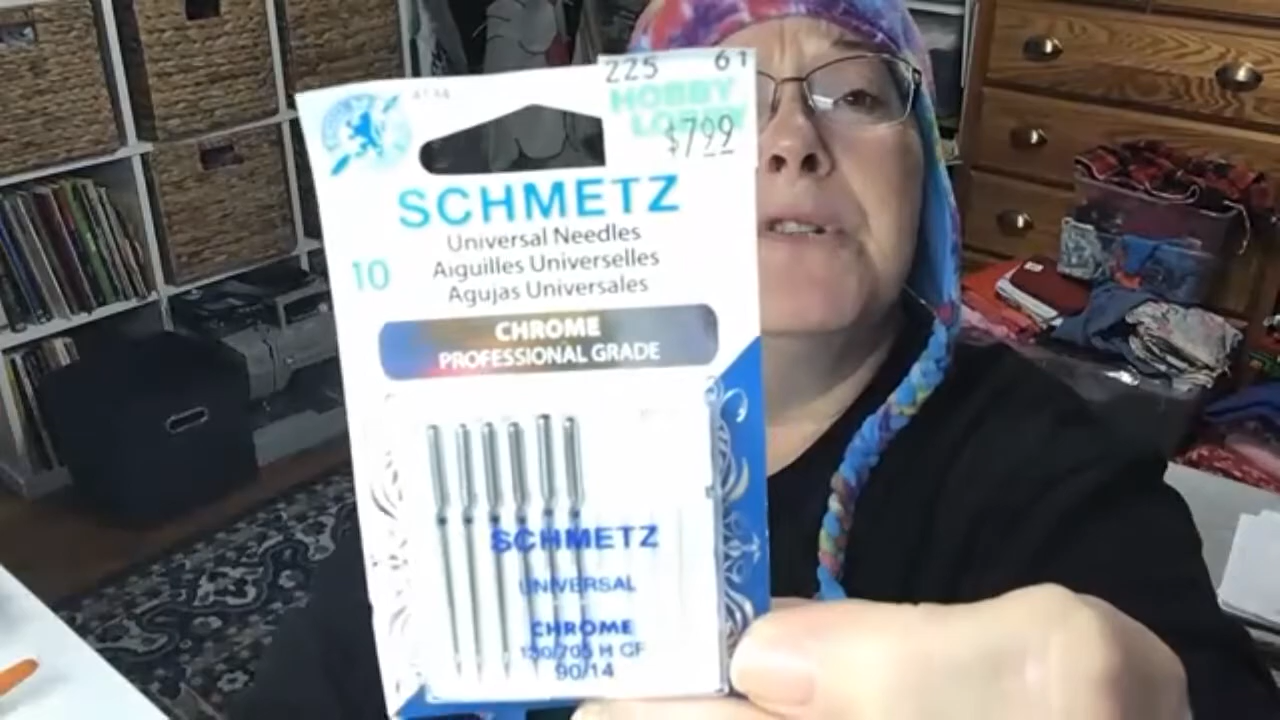 225 61
HOBBY
LOBBY
$7.99
SCHMETZ
Universal Needles
10
Aiguilles Universelles
Agujas Universales
CHROME
PROFESSIONAL GRADE
SCHMETZ
UNIVERSAL
CHROME
130/705 H CF
90/14